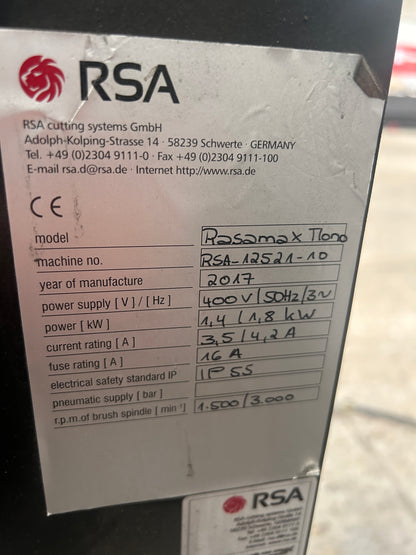 RSA
RSA cutting systems GmbH
Adolph-Kolping-Strasse 14 · 58239 Schwerte · GERMANY
Tel. +49 (0)2304 9111-0 · Fax +49 (0)2304 9111-100
E-mail rsa.d@rsa.de · Internet http://www.rsa.de
CE
model Rasamax Mono
machine no. RSA-12521-10
year of manufacture 2017
power supply [ V ] / [ Hz ] 400V/50Hz/3~
power [ kW ] 1,4/1,8 kW
current rating [ A ] 3,5/4,2 A
fuse rating [ A ] 16 A
electrical safety standard IP IP 55
pneumatic supply [ bar ]
r.p.m.of brush spindle [ min⁻¹ ] 1.500/3.000
RSA
RSA cutting systems GmbH